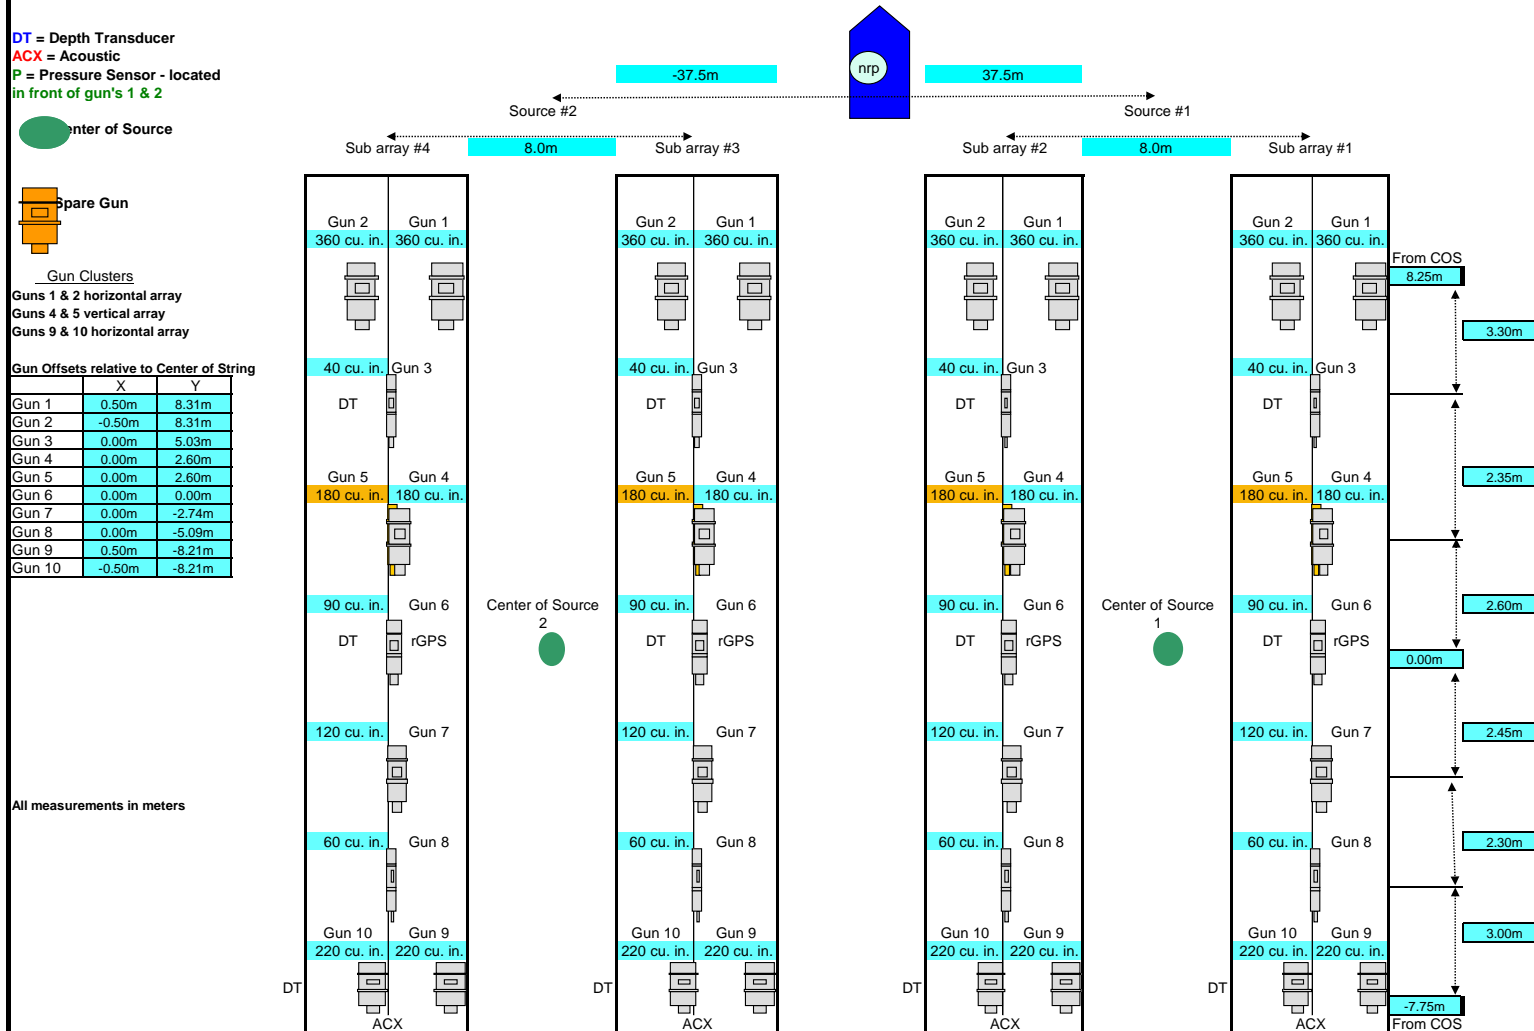 DT = Depth Transducer
ACX = Acoustic
P = Pressure Sensor - located
in front of gun's 1 & 2
enter of Source
Spare Gun
Gun Clusters
Guns 1 & 2 horizontal array
Guns 4 & 5 vertical array
Guns 9 & 10 horizontal array
Gun Offsets relative to Center of String
X Y
Gun 1 0.50m 8.31m
Gun 2 -0.50m 8.31m
Gun 3 0.00m 5.03m
Gun 4 0.00m 2.60m
Gun 5 0.00m 2.60m
Gun 6 0.00m 0.00m
Gun 7 0.00m -2.74m
Gun 8 0.00m -5.09m
Gun 9 0.50m -8.21m
Gun 10 -0.50m -8.21m
All measurements in meters
nrp
-37.5m 37.5m
Source #2 Source #1
Sub array #4 8.0m Sub array #3 Sub array #2 8.0m Sub array #1
Gun 2 Gun 1 Gun 2 Gun 1 Gun 2 Gun 1 Gun 2 Gun 1
360 cu. in. 360 cu. in. 360 cu. in. 360 cu. in. 360 cu. in. 360 cu. in. 360 cu. in. 360 cu. in.
From COS
8.25m
3.30m
40 cu. in. Gun 3 40 cu. in. Gun 3 40 cu. in. Gun 3 40 cu. in. Gun 3
DT DT DT DT
Gun 5 Gun 4 Gun 5 Gun 4 Gun 5 Gun 4 Gun 5 Gun 4 2.35m
180 cu. in. 180 cu. in. 180 cu. in. 180 cu. in. 180 cu. in. 180 cu. in. 180 cu. in. 180 cu. in.
90 cu. in. Gun 6 Center of Source 90 cu. in. Gun 6 90 cu. in. Gun 6 Center of Source 90 cu. in. Gun 6 2.60m
2 1
DT rGPS DT rGPS DT rGPS DT rGPS
0.00m
120 cu. in. Gun 7 120 cu. in. Gun 7 120 cu. in. Gun 7 120 cu. in. Gun 7 2.45m
60 cu. in. Gun 8 60 cu. in. Gun 8 60 cu. in. Gun 8 60 cu. in. Gun 8 2.30m
Gun 10 Gun 9 Gun 10 Gun 9 Gun 10 Gun 9 Gun 10 Gun 9 3.00m
220 cu. in. 220 cu. in. 220 cu. in. 220 cu. in. 220 cu. in. 220 cu. in. 220 cu. in. 220 cu. in.
DT DT DT DT
-7.75m
ACX ACX ACX ACX From COS